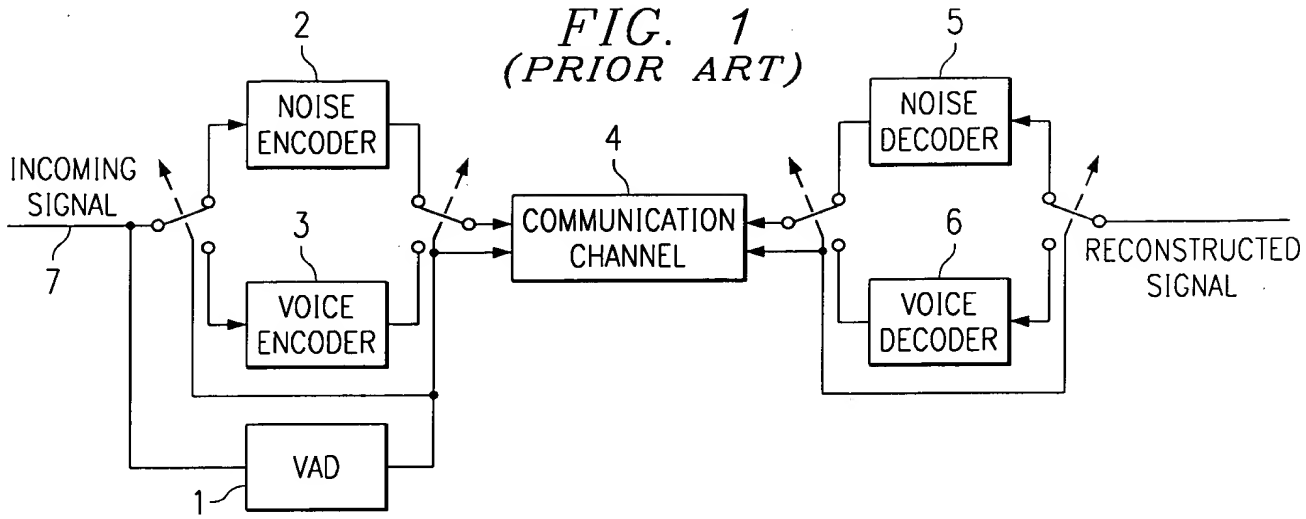 FIG. 1
(PRIOR ART)
2
NOISE
ENCODER
5
NOISE
DECODER
INCOMING
SIGNAL
7
4
COMMUNICATION
CHANNEL
3
VOICE
ENCODER
6
VOICE
DECODER
RECONSTRUCTED
SIGNAL
VAD
1